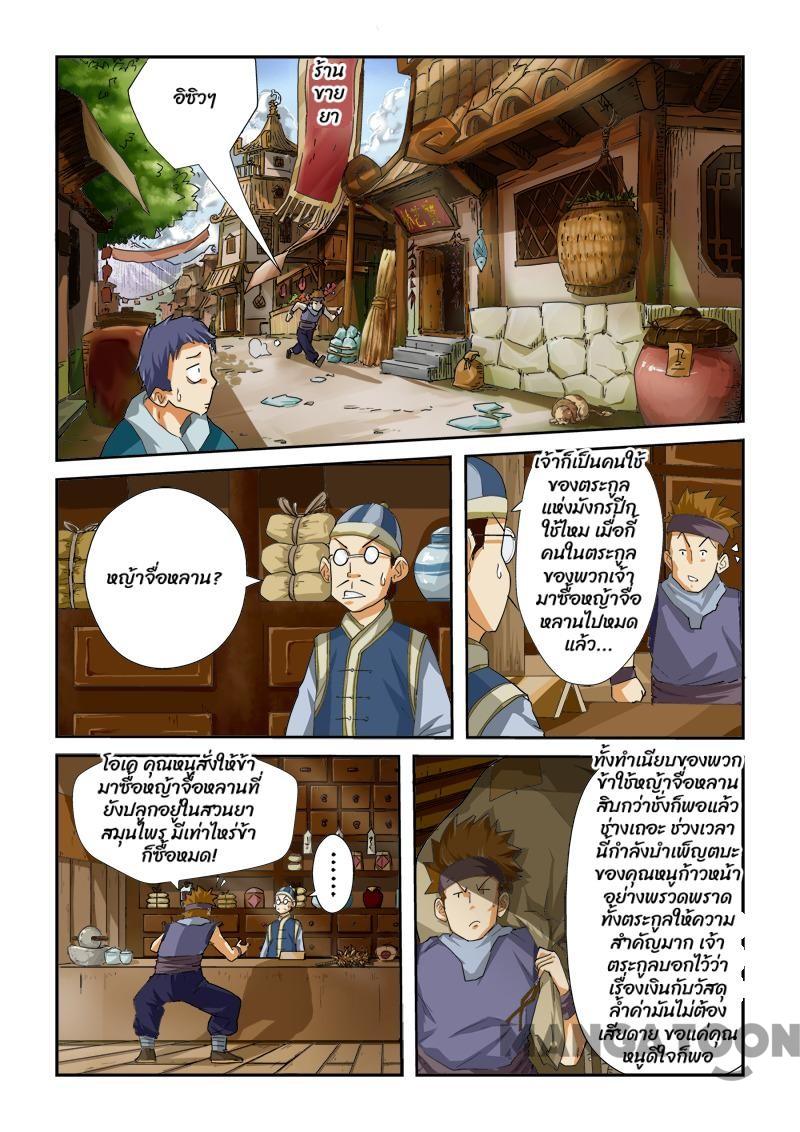 อิซิวๆ
ร้าน
ขาย
ยา
หญ้าจื่อหลาน?
เจ้าก็เป็นคนใช้
ของตระกูล
แห่งมังกรปีก
ใช่ไหม เมื่อกี้
คนในตระกูล
ของพวกเจ้า
มาซื้อหญ้าจื่อ
หลานไปหมด
แล้ว...
โอเค คุณหนูสั่งให้ข้า
มาซื้อหญ้าจื่อหลานที่
ยังปลูกอยู่ในสวนยา
สมุนไพร มีเท่าไหร่ข้า
ก็ซื้อหมด!
......
ทั้งทำเนียบของพวก
ข้าใช้หญ้าจื่อหลาน
สิบกว่าชั่งก็พอแล้ว
ช่างเถอะ ช่วงเวลา
นี้กำลังบำเพ็ญตบะ
ของคุณหนูก้าวหน้า
อย่างพรวดพราด
ทั้งตระกูลให้ความ
สำคัญมาก เจ้า
ตระกูลบอกไว้ว่า
เรื่องเงินกับวัสดุ
ล้ำค่ามันไม่ต้อง
เสียดาย ขอแค่คุณ
หนูดีใจก็พอ
MANGATOON